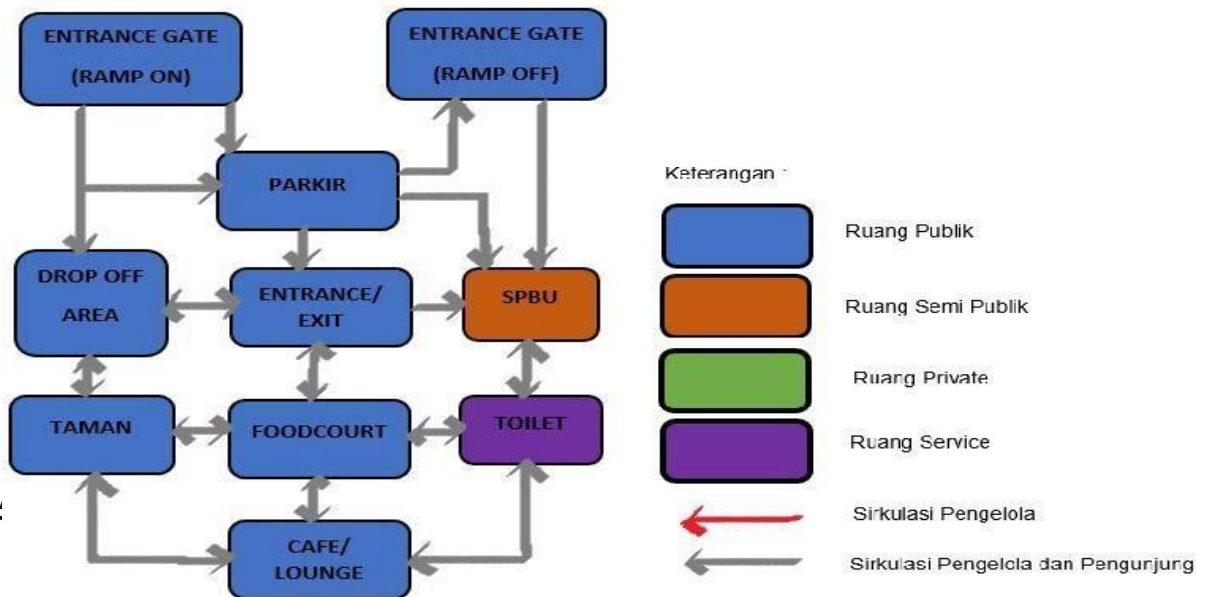 ENTRANCE GATE
(RAMP ON)
ENTRANCE GATE
(RAMP OFF)
PARKIR
DROP OFF
AREA
ENTRANCE/
EXIT
SPBU
TAMAN
FOODCOURT
TOILET
CAFE/
LOUNGE
Keterangan :
Ruang Publik
Ruang Semi Publik
Ruang Private
Ruang Service
Sirkulasi Pengelola
Sirkulasi Pengelola dan Pengunjung